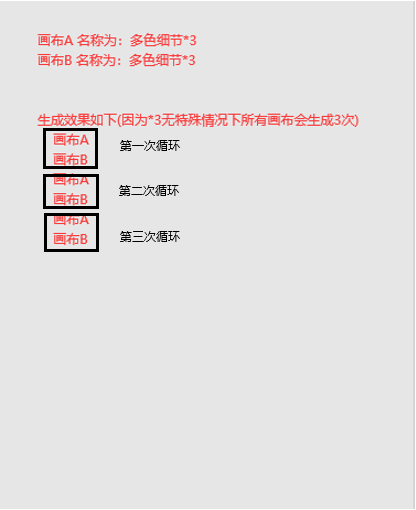 画布A 名称为：多色细节*3
画布B 名称为：多色细节*3
生成效果如下(因为*3无特殊情况下所有画布会生成3次)
画布A
第一次循环
画布B
画布A
第二次循环
画布B
画布A
第三次循环
画布B